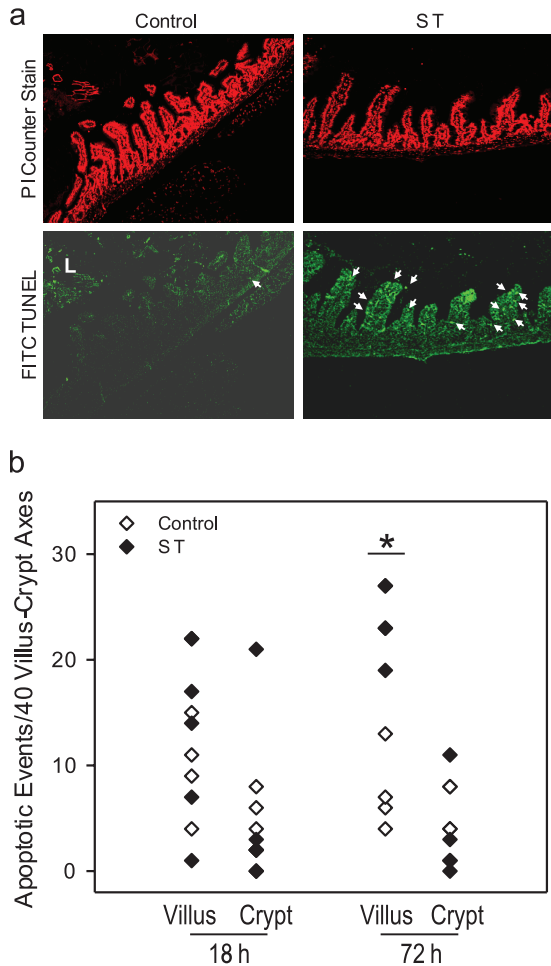 a
Control
ST
PI Counter Stain
L
FITC TUNEL
b
Control
ST
*
Apoptotic Events/40 Villus-Crypt Axes
30
20
10
0
Villus Crypt Villus Crypt
18 h 72 h